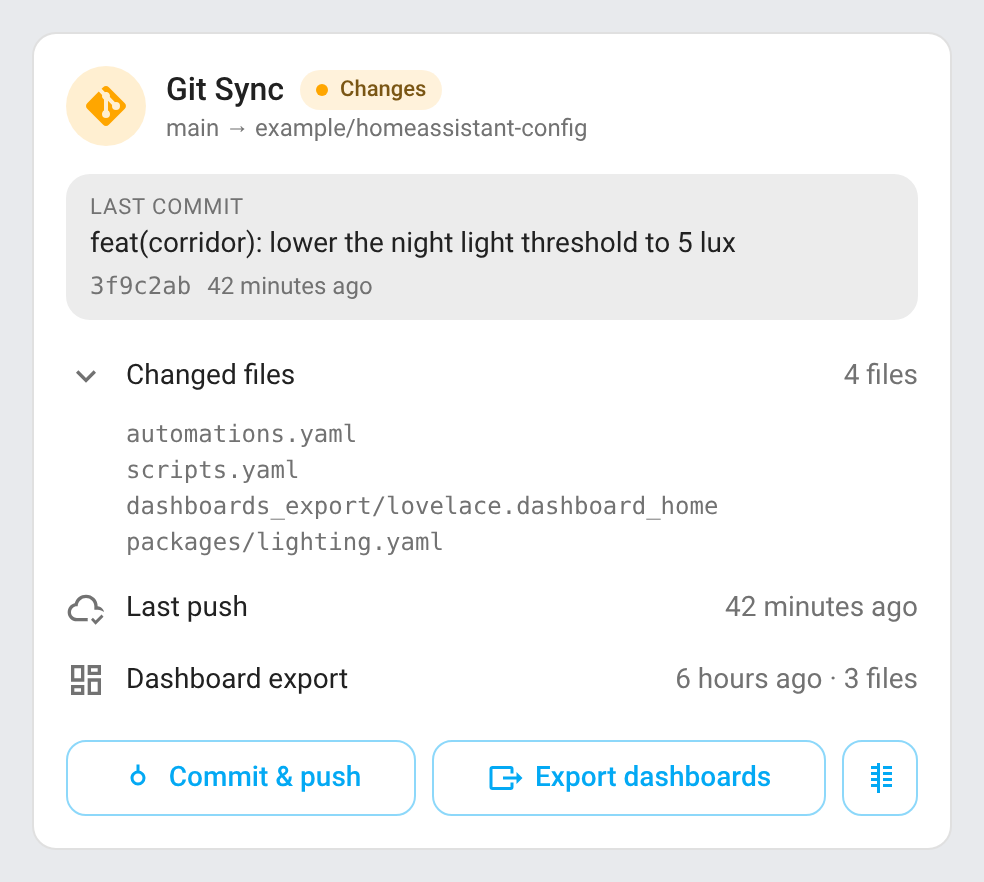 Git Sync
Changes
main → example/homeassistant-config
LAST COMMIT
feat(corridor): lower the night light threshold to 5 lux
3f9c2ab 42 minutes ago
Changed files 4 files
automations.yaml
scripts.yaml
dashboards_export/lovelace.dashboard_home
packages/lighting.yaml
Last push 42 minutes ago
Dashboard export 6 hours ago · 3 files
Commit & push
Export dashboards